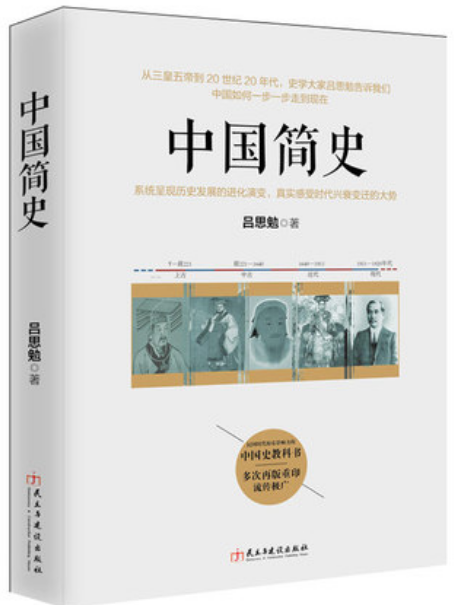 从三皇五帝到20世纪20年代，史学大家吕思勉告诉我们
中国如何一步一步走到现在
中国简史
系统呈现历史发展的进化演变，真实感受时代兴衰变迁的大势
吕思勉◎著
上古
中古
近代
现代
中国史教科书
多次再版重印
流传极广
民主与建设出版社
中国简史
吕思勉◎著
民主与建设出版社